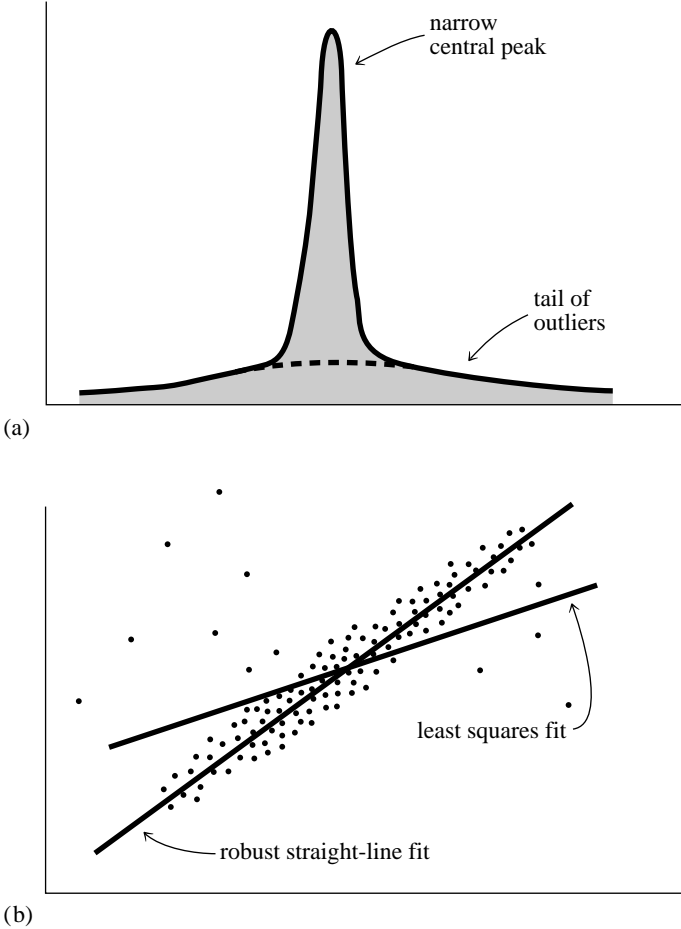 narrow
central peak
tail of
outliers
(a)
least squares fit
robust straight-line fit
(b)